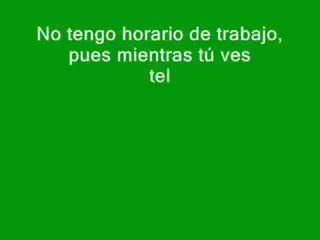 No tengo horario de trabajo,
pues mientras tú ves
tel